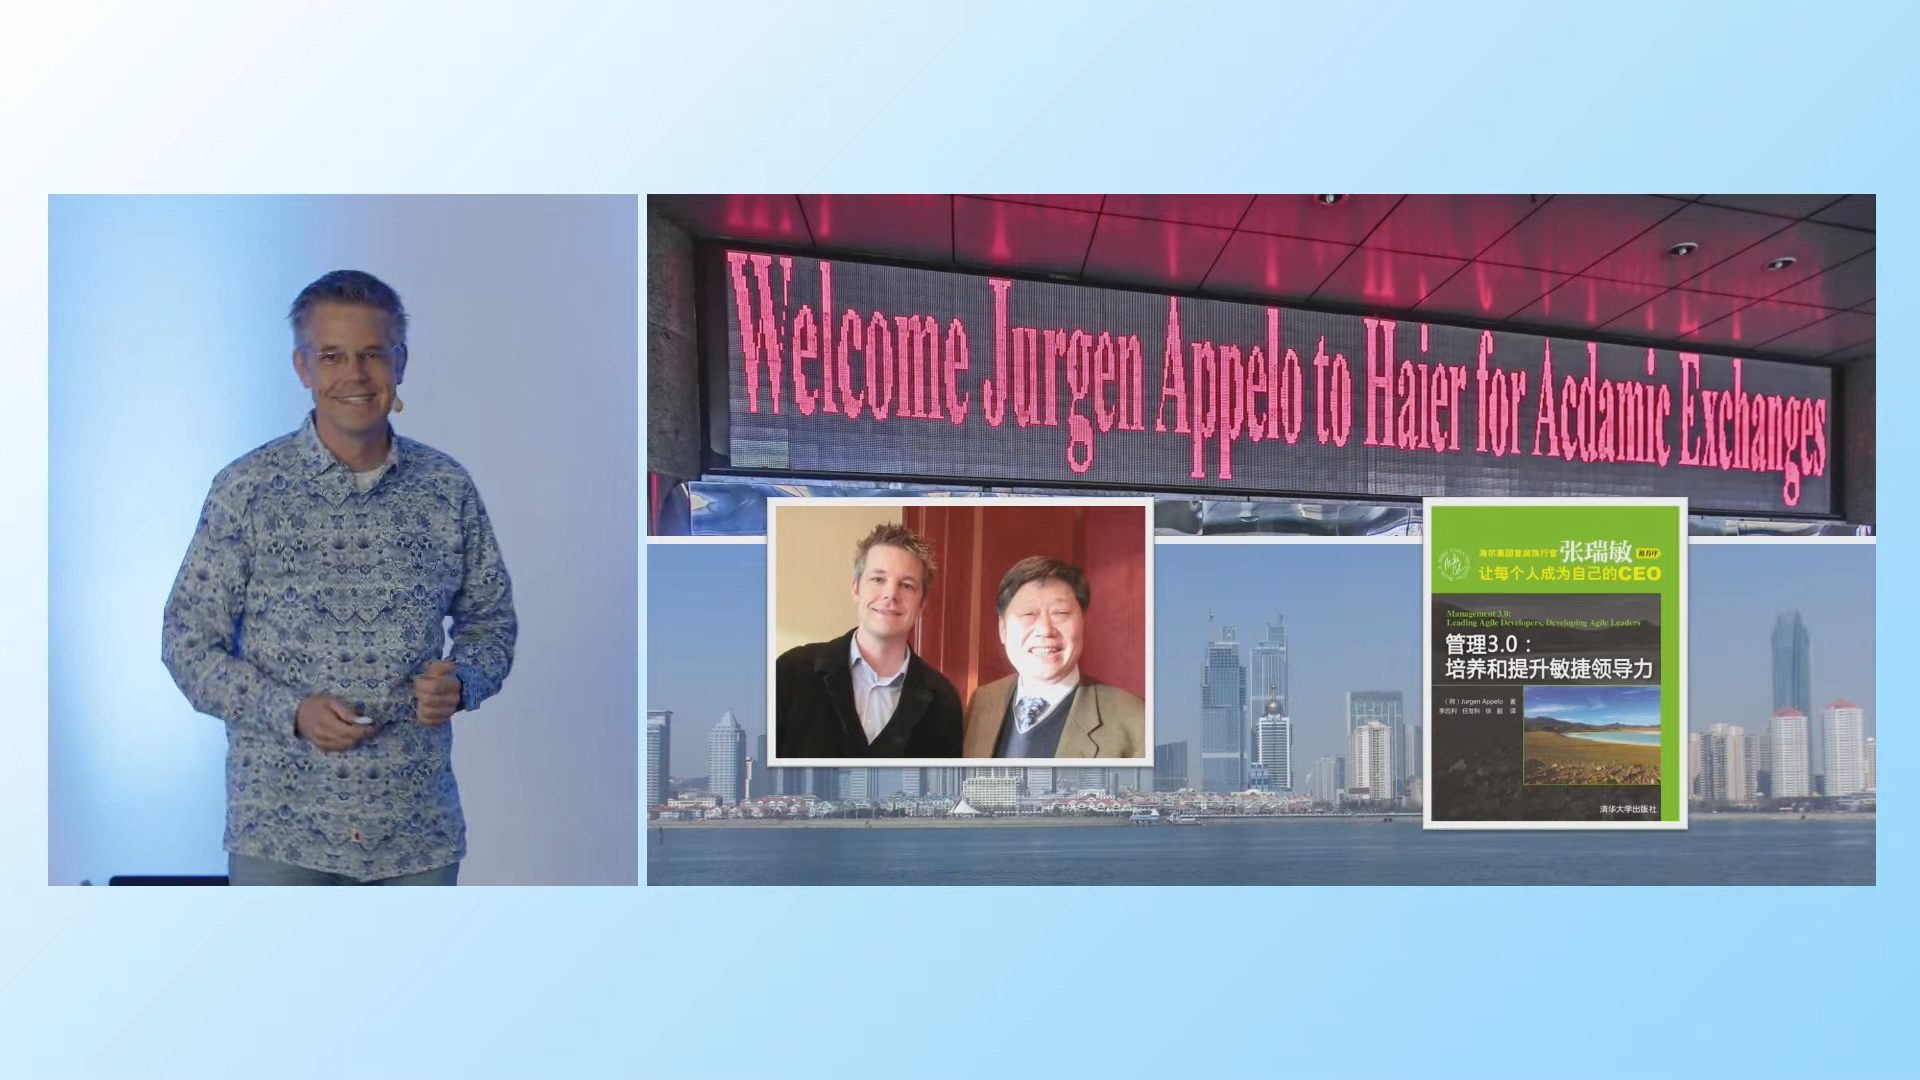 Welcome Jurgen Appelo to Haier for Acdamic Exchanges
海尔集团首席执行官 张瑞敏 推荐序
让每个人成为自己的CEO
Management 3.0:
Leading Agile Developers, Developing Agile Leaders
管理3.0：
培养和提升敏捷领导力
（荷）Jurgen Appelo 著
清华大学出版社